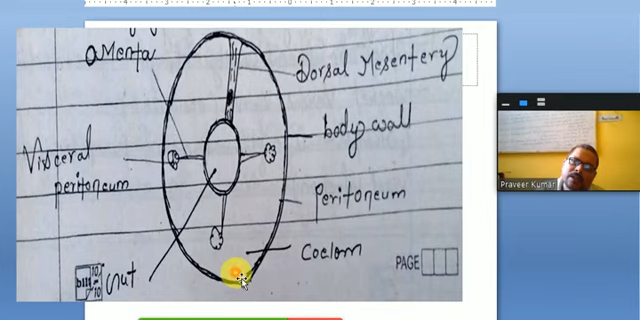 Omenta
Dorsal Mesentery
body wall
Visceral
peritoneum
Peritoneum
Coelom
Gut
PAGE
Praveer Kumar